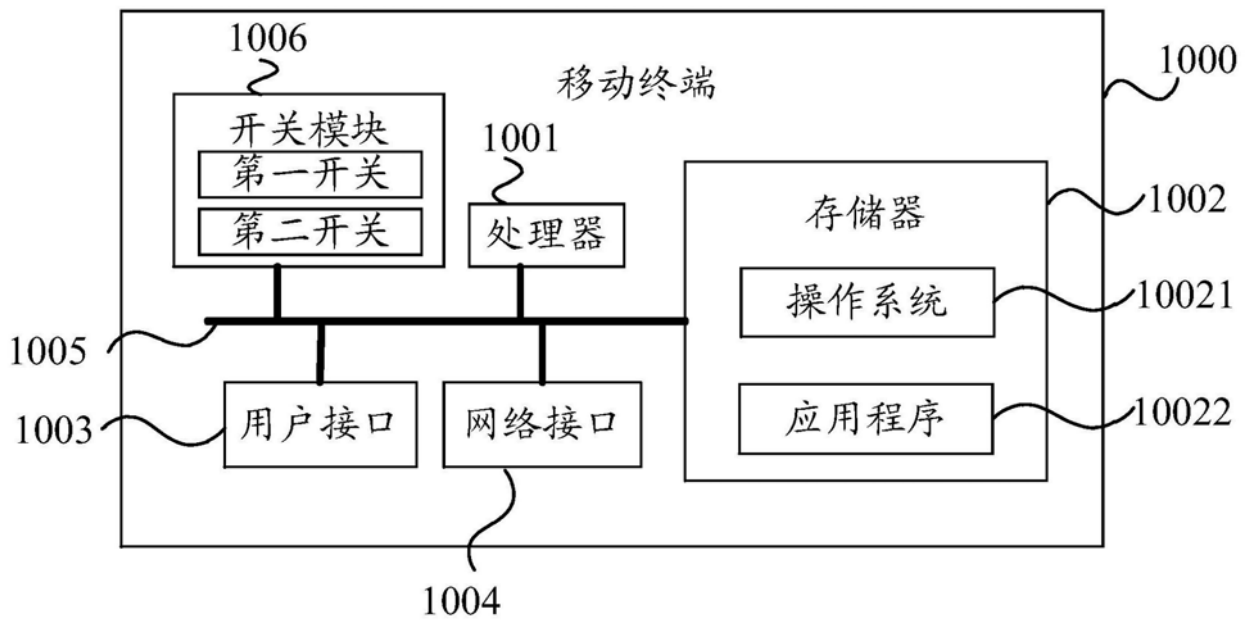 1006
移动终端
1000
开关模块
第一开关
第二开关
1001
处理器
存储器
1002
操作系统
10021
1005
用户接口
1003
网络接口
应用程序
10022
1004